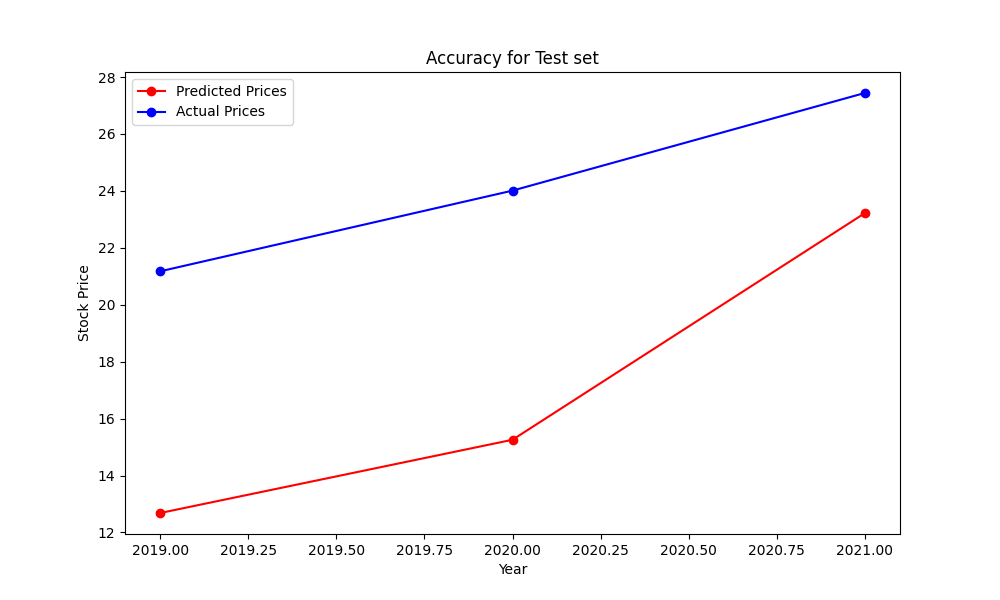 Accuracy for Test set
Predicted Prices
Actual Prices
28
26
24
22
20
18
16
14
12
Stock Price
2019.00 2019.25 2019.50 2019.75 2020.00 2020.25 2020.50 2020.75 2021.00
Year